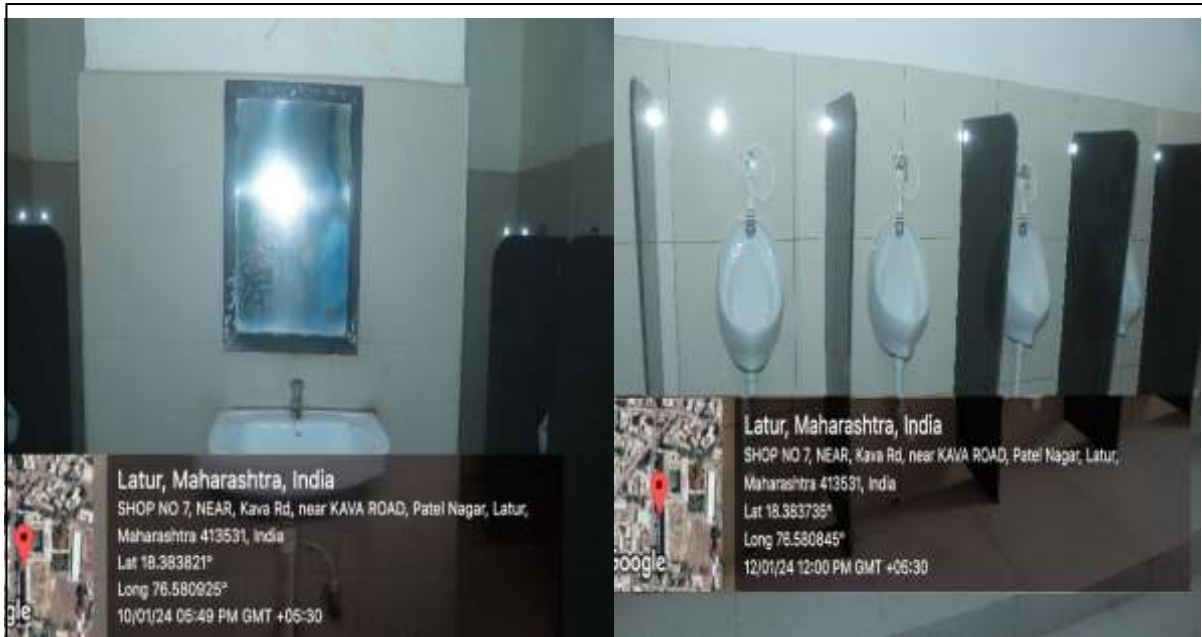 Latur, Maharashtra, India
SHOP NO 7, NEAR, Kava Rd, near KAVA ROAD, Patel Nagar, Latur,
Maharashtra 413531, India
Lat 18.383821°
Long 76.580925°
10/01/24 05:49 PM GMT +05:30
gle
Latur, Maharashtra, India
SHOP NO 7, NEAR, Kava Rd, near KAVA ROAD, Patel Nagar, Latur,
Maharashtra 413531, India
Lat 18.383735°
Long 76.580845°
12/01/24 12:00 PM GMT +05:30
oogle